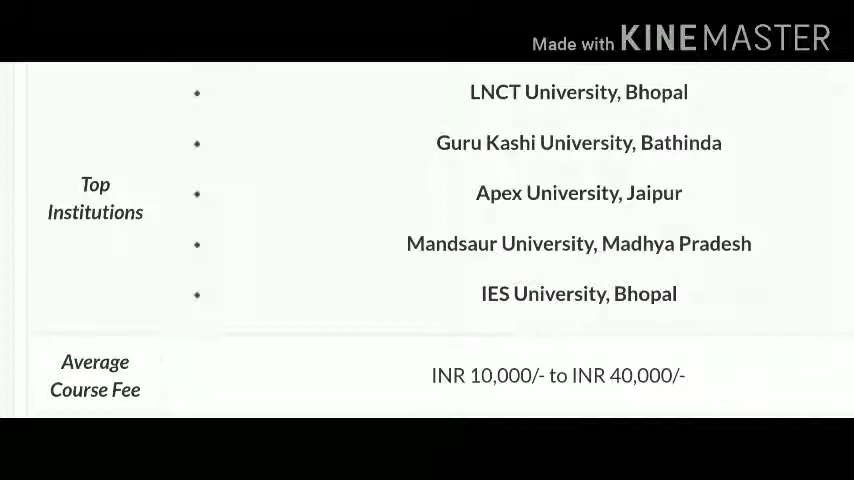 Made with KINEMASTER
LNCT University, Bhopal
Guru Kashi University, Bathinda
Top
Institutions
Apex University, Jaipur
Mandsaur University, Madhya Pradesh
IES University, Bhopal
Average
Course Fee
INR 10,000/- to INR 40,000/-